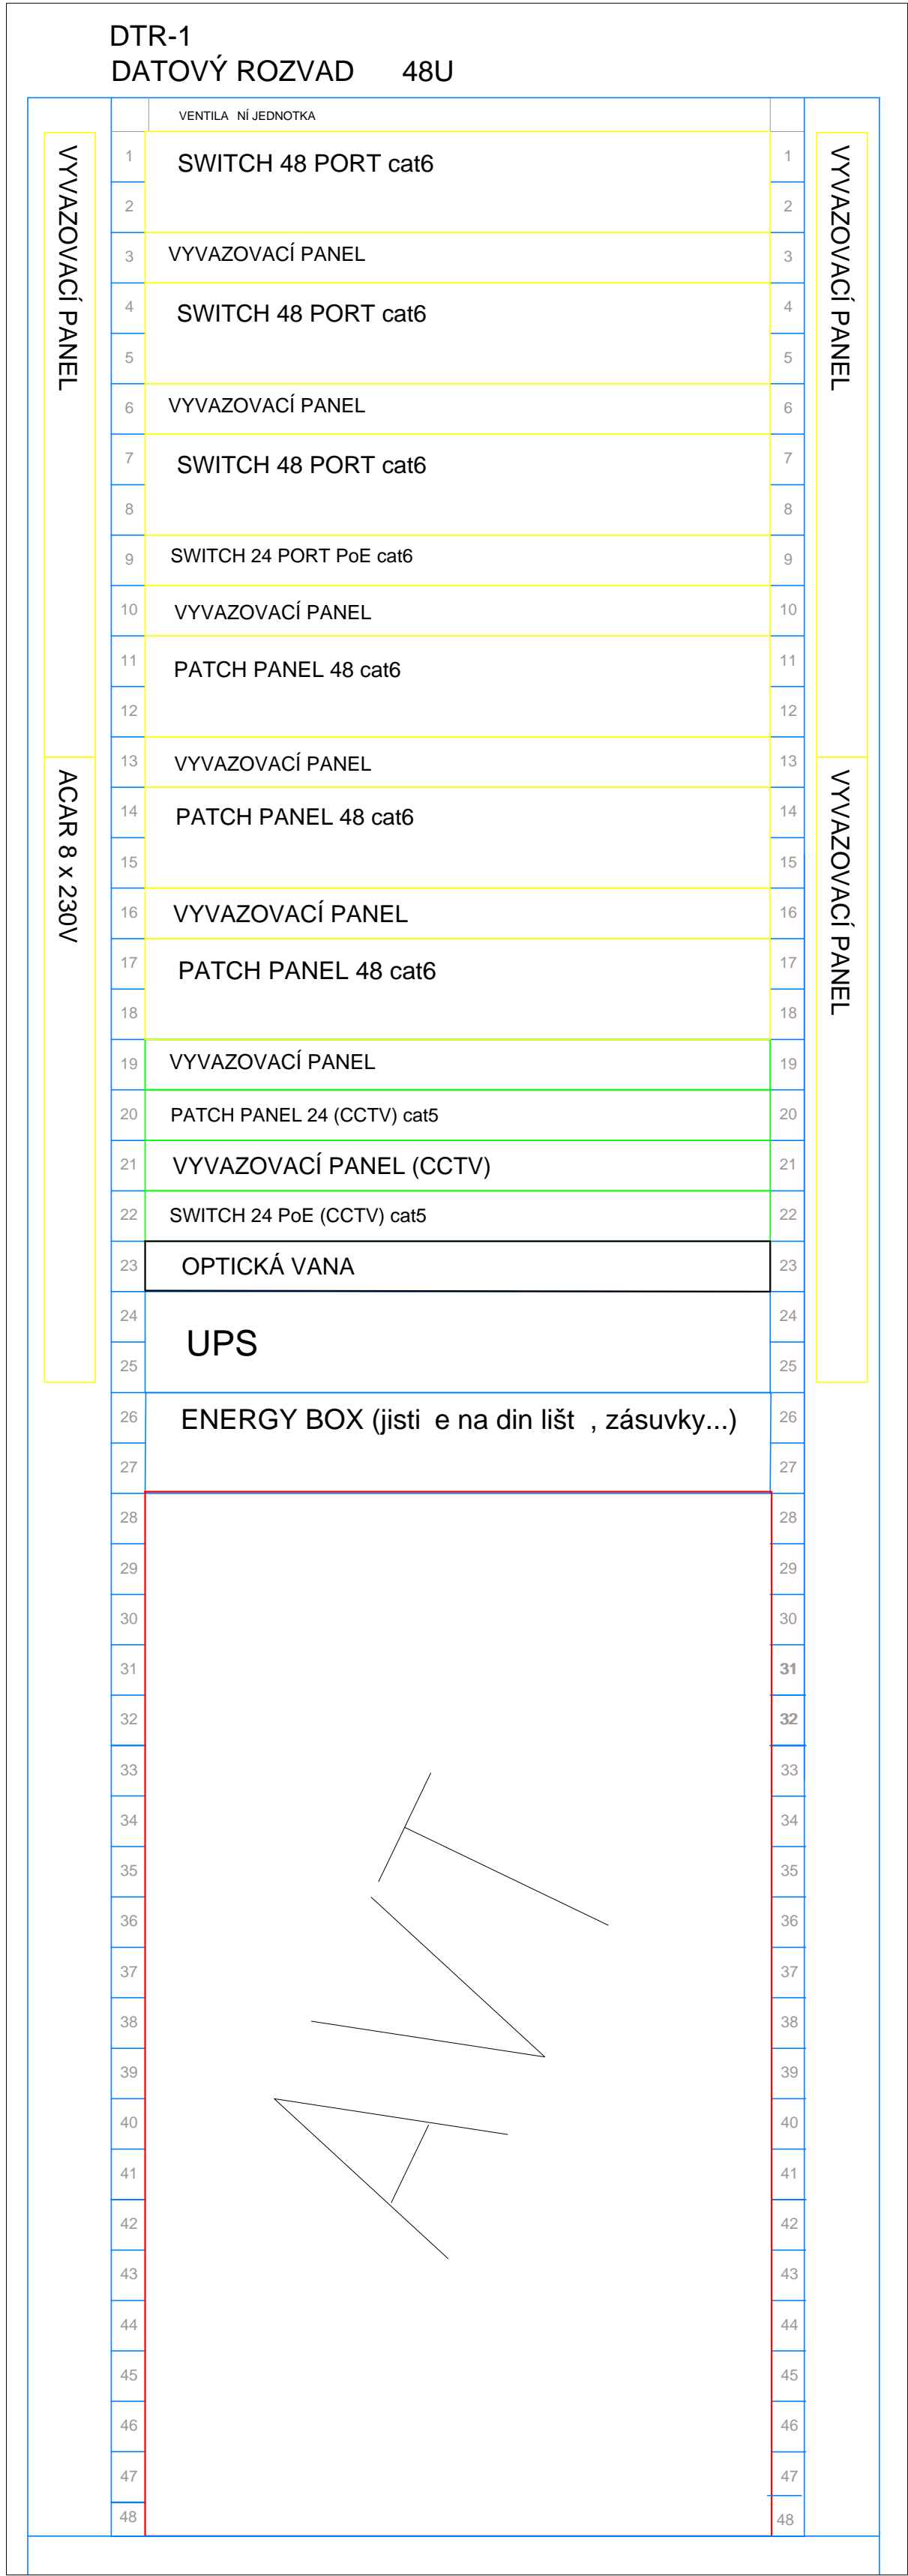 DTR-1
DATOVÝ ROZVAD 48U
VENTILA NÍ JEDNOTKA
VYVAZOVACÍ PANEL
ACAR 8 x 230V
VYVAZOVACÍ PANEL
VYVAZOVACÍ PANEL
1 SWITCH 48 PORT cat6 1
2 2
3 VYVAZOVACÍ PANEL 3
4 SWITCH 48 PORT cat6 4
5 5
6 VYVAZOVACÍ PANEL 6
7 SWITCH 48 PORT cat6 7
8 8
9 SWITCH 24 PORT PoE cat6 9
10 VYVAZOVACÍ PANEL 10
11 PATCH PANEL 48 cat6 11
12 12
13 VYVAZOVACÍ PANEL 13
14 PATCH PANEL 48 cat6 14
15 15
16 VYVAZOVACÍ PANEL 16
17 PATCH PANEL 48 cat6 17
18 18
19 VYVAZOVACÍ PANEL 19
20 PATCH PANEL 24 (CCTV) cat5 20
21 VYVAZOVACÍ PANEL (CCTV) 21
22 SWITCH 24 PoE (CCTV) cat5 22
23 OPTICKÁ VANA 23
24 24
UPS
25 25
26 ENERGY BOX (jisti e na din lišt , zásuvky...) 26
27 27
28 28
29 29
30 30
31 31
32 32
33 33
34 34
35 35
36 36
37 37
38 38
39 39
40 40
41 41
42 42
43 43
44 44
45 45
46 46
47 47
48 48
AVT